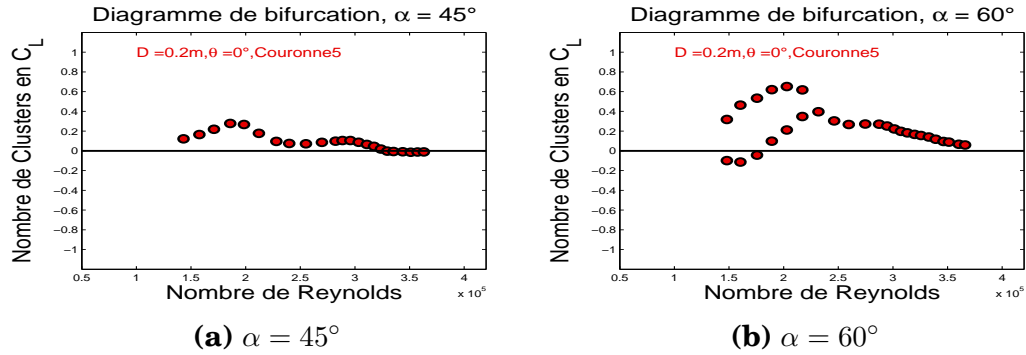 Diagramme de bifurcation, α = 45°
Nombre de Clusters en C_L
D =0.2m,θ =0°,Couronne5
1
0.8
0.6
0.4
0.2
0
−0.2
−0.4
−0.6
−0.8
−1
0.5 1 1.5 2 2.5 3 3.5 4
x 10⁵
Nombre de Reynolds
(a) α = 45°
Diagramme de bifurcation, α = 60°
Nombre de Clusters en C_L
D =0.2m,θ =0°,Couronne5
1
0.8
0.6
0.4
0.2
0
−0.2
−0.4
−0.6
−0.8
−1
0.5 1 1.5 2 2.5 3 3.5 4
x 10⁵
Nombre de Reynolds
(b) α = 60°